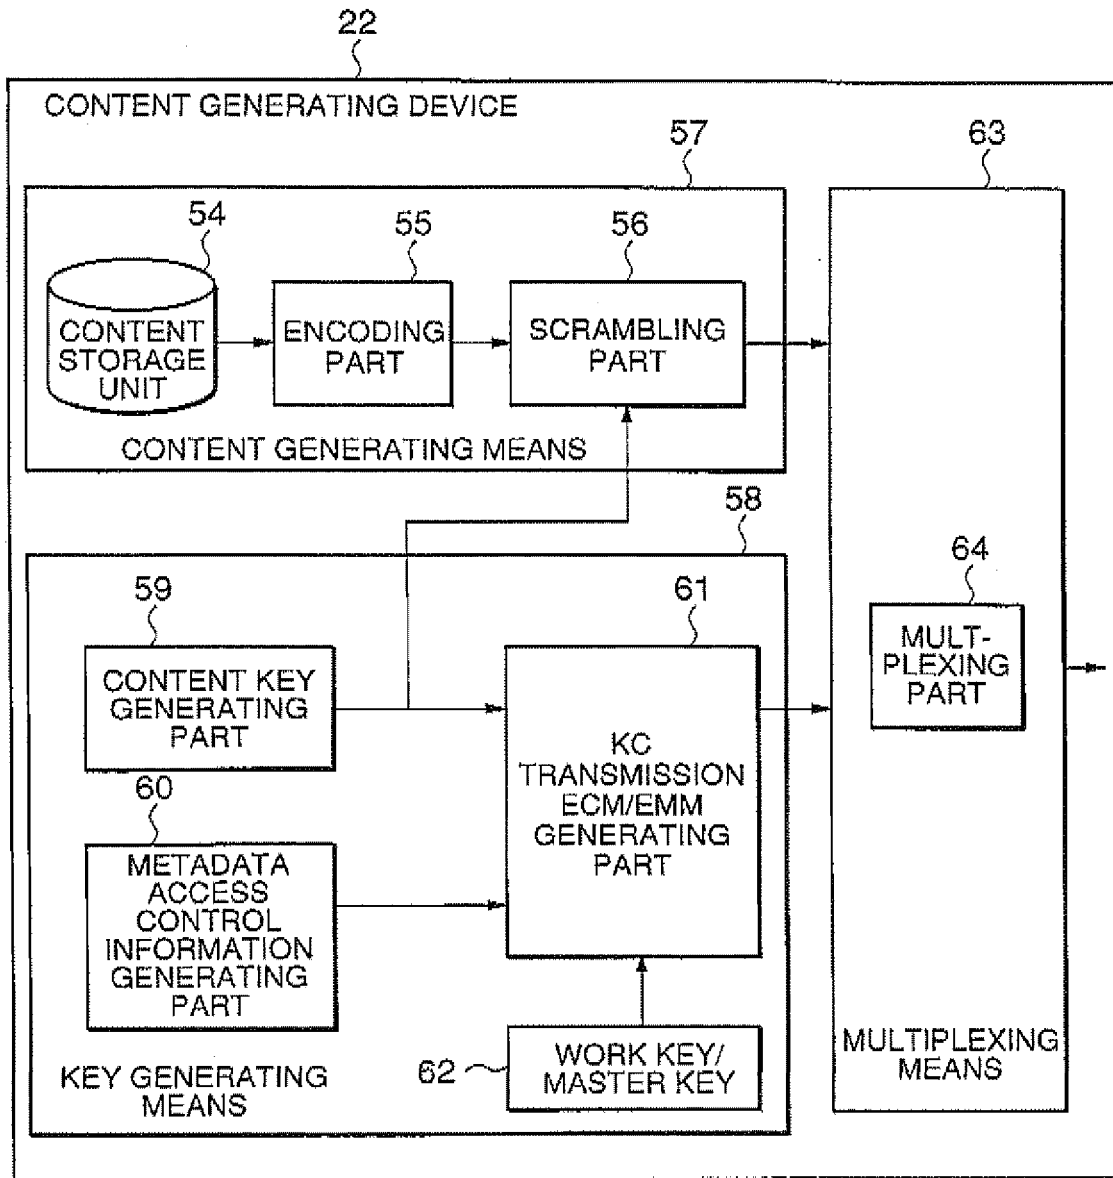 22
CONTENT GENERATING DEVICE
57
63
54
55
56
CONTENT
STORAGE
UNIT
ENCODING
PART
SCRAMBLING
PART
CONTENT GENERATING MEANS
58
59
61
64
CONTENT KEY
GENERATING
PART
MULT-
PLEXING
PART
KC
TRANSMISSION
ECM/EMM
GENERATING
PART
60
METADATA
ACCESS
CONTROL
INFORMATION
GENERATING
PART
62
WORK KEY/
MASTER KEY
KEY GENERATING
MEANS
MULTIPLEXING
MEANS